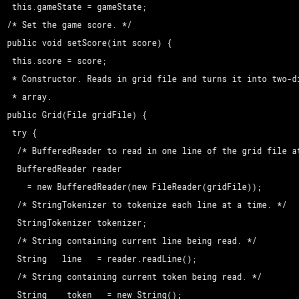 this.gameState = gameState;
/* Set the game score. */
public void setScore(int score) {
this.score = score;
* Constructor. Reads in grid file and turns it into
* array.
public Grid(File gridFile) {
try {
/* BufferedReader to read in one line of the grid file
BufferedReader reader
= new BufferedReader(new FileReader(gridFile));
/* StringTokenizer to tokenize each line at a time. */
StringTokenizer tokenizer;
/* String containing current line being read. */
String line = reader.readLine();
/* String containing current token being read. */
String token = new String();